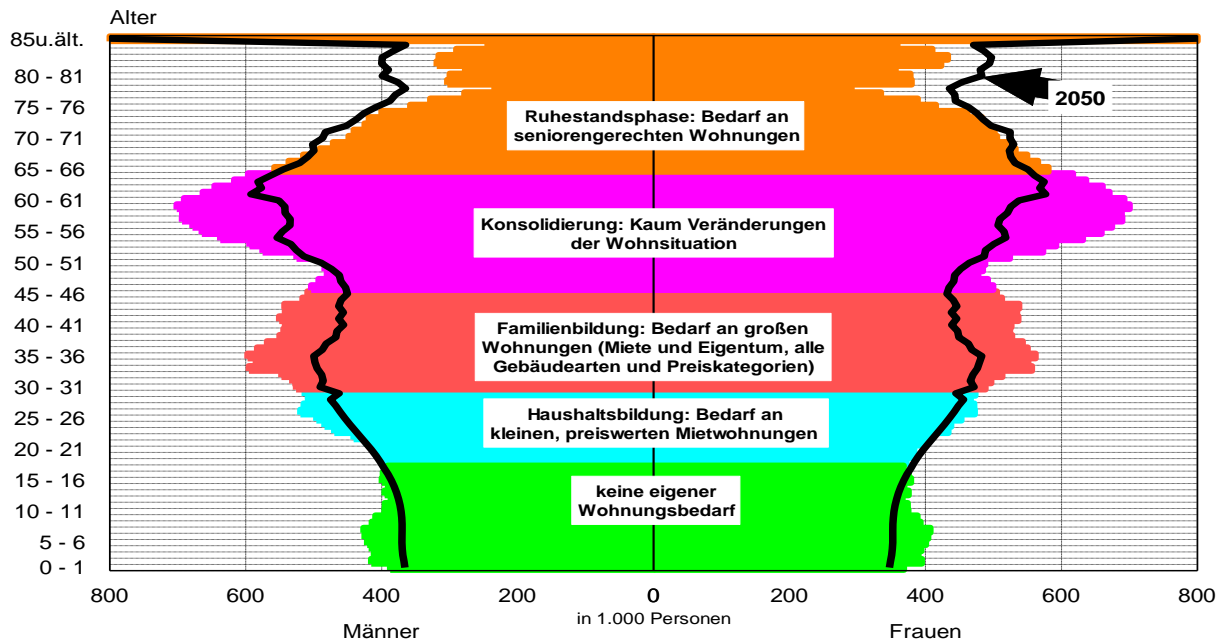 Alter
85u.ält.
80 - 81
75 - 76
70 - 71
65 - 66
60 - 61
55 - 56
50 - 51
45 - 46
40 - 41
35 - 36
30 - 31
25 - 26
20 - 21
15 - 16
10 - 11
5 - 6
0 - 1
2050
Ruhestandsphase: Bedarf an
seniorengerechten Wohnungen
Konsolidierung: Kaum Veränderungen
der Wohnsituation
Familienbildung: Bedarf an großen
Wohnungen (Miete und Eigentum, alle
Gebäudearten und Preiskategorien)
Haushaltsbildung: Bedarf an
kleinen, preiswerten Mietwohnungen
keine eigener
Wohnungsbedarf
800 600 400 200 0 200 400 600 800
in 1.000 Personen
Männer Frauen